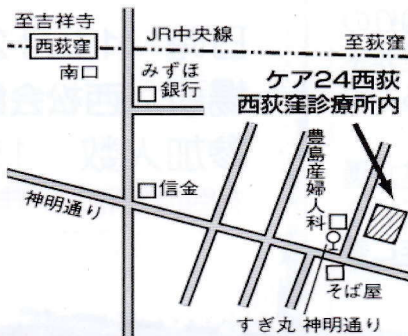 至吉祥寺
西荻窪
南口
JR中央線
至荻窪
みずほ
銀行
ケア24西荻
西荻窪診療所内
豊島産婦人科
信金
神明通り
そば屋
すぎ丸 神明通り